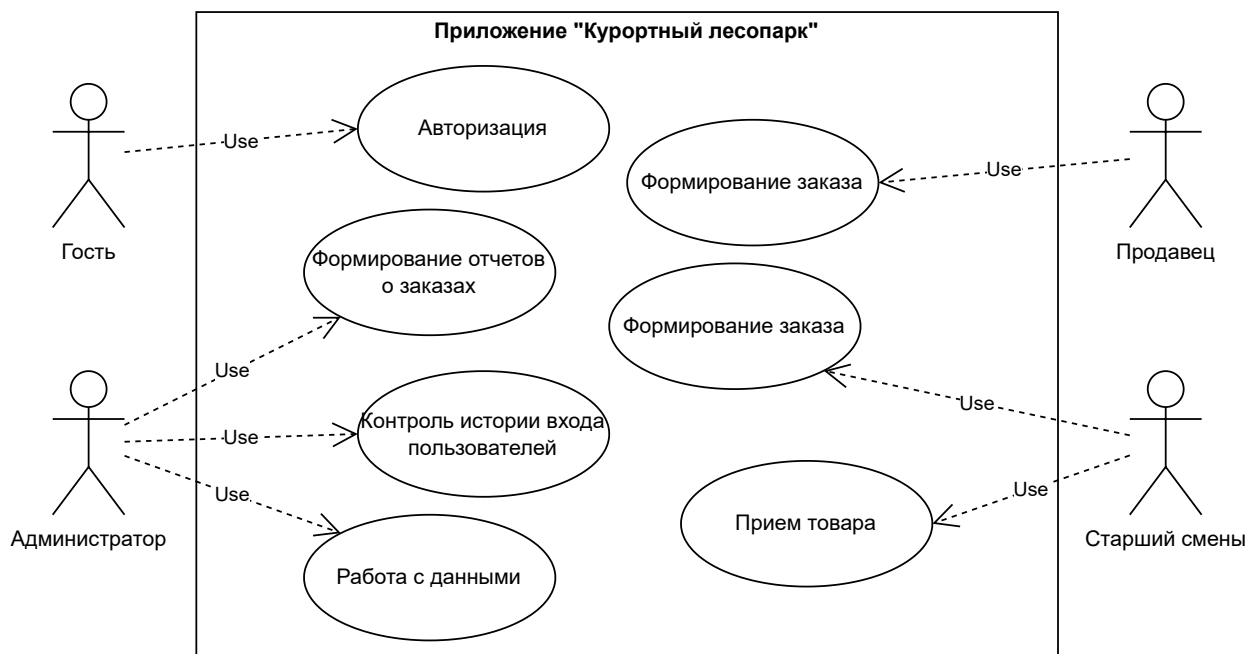 Приложение "Курортный лесопарк"
Авторизация
Use
Гость
Формирование заказа
Use
Продавец
Формирование отчетов
о заказах
Use
Формирование заказа
Use
Контроль истории входа
пользователей
Use
Администратор
Use
Работа с данными
Прием товара
Use
Старший смены